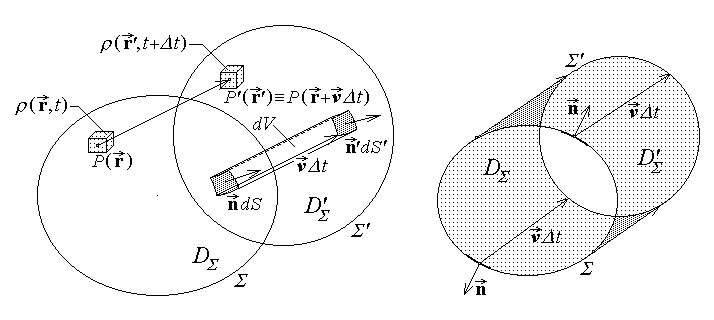 ρ(r⃗′,t+Δt)
ρ(r⃗,t)
P′(r⃗′)≡P(r⃗+v⃗Δt)
P(r⃗)
dV
n⃗′dS′
v⃗Δt
n⃗dS
D′Σ
Σ′
DΣ
Σ
Σ′
n⃗
v⃗Δt
DΣ
D′Σ
v⃗Δt
Σ
n⃗